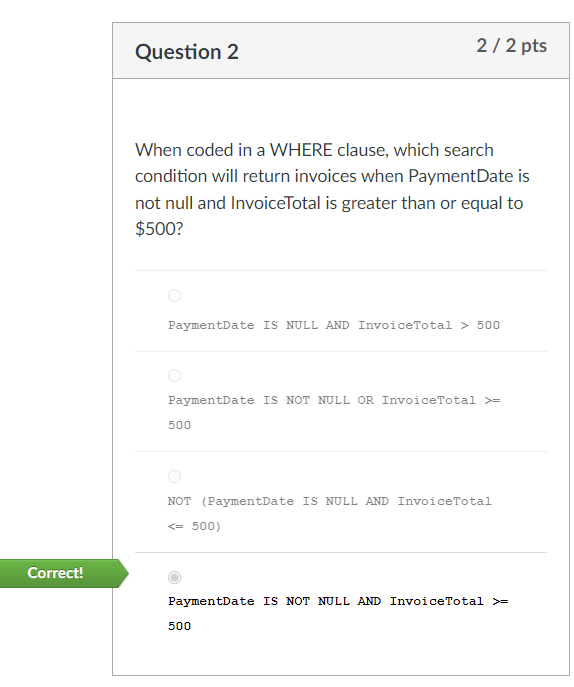 Question 2
2 / 2 pts
When coded in a WHERE clause, which search
condition will return invoices when PaymentDate is
not null and InvoiceTotal is greater than or equal to
$500?
PaymentDate IS NULL AND InvoiceTotal > 500
PaymentDate IS NOT NULL OR InvoiceTotal >=
500
NOT (PaymentDate IS NULL AND InvoiceTotal
<= 500)
Correct!
PaymentDate IS NOT NULL AND InvoiceTotal >=
500